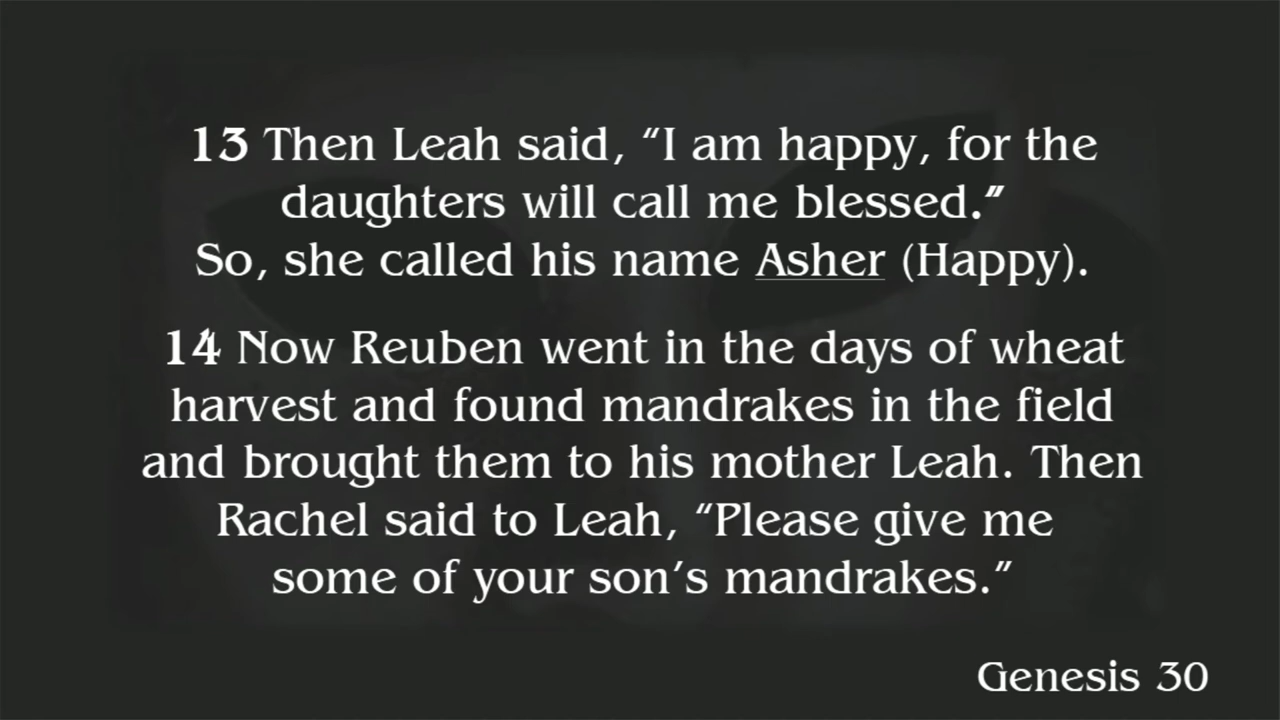 13 Then Leah said, “I am happy, for the
daughters will call me blessed.”
So, she called his name Asher (Happy).
14 Now Reuben went in the days of wheat
harvest and found mandrakes in the field
and brought them to his mother Leah. Then
Rachel said to Leah, “Please give me
some of your son’s mandrakes.”
Genesis 30